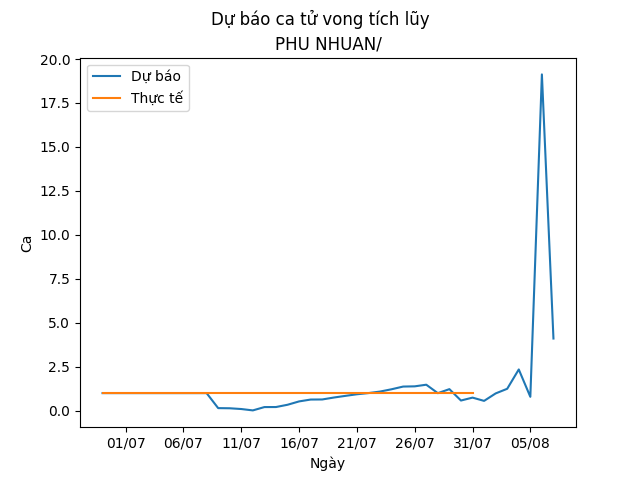 Dự báo ca tử vong tích lũy
PHU NHUAN/
Dự báo
Thực tế
20.0
17.5
15.0
12.5
10.0
7.5
5.0
2.5
0.0
Ca
01/07 06/07 11/07 16/07 21/07 26/07 31/07 05/08
Ngày